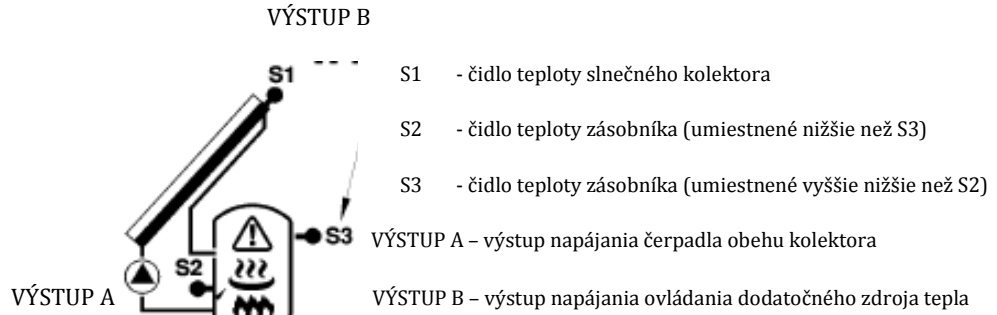 VÝSTUP B
S1
S1 - čidlo teploty slnečného kolektora
S2 - čidlo teploty zásobníka (umiestnené nižšie než S3)
S3 - čidlo teploty zásobníka (umiestnené vyššie nižšie než S2)
S3
VÝSTUP A – výstup napájania čerpadla obehu kolektora
S2
VÝSTUP A
VÝSTUP B – výstup napájania ovládania dodatočného zdroja tepla